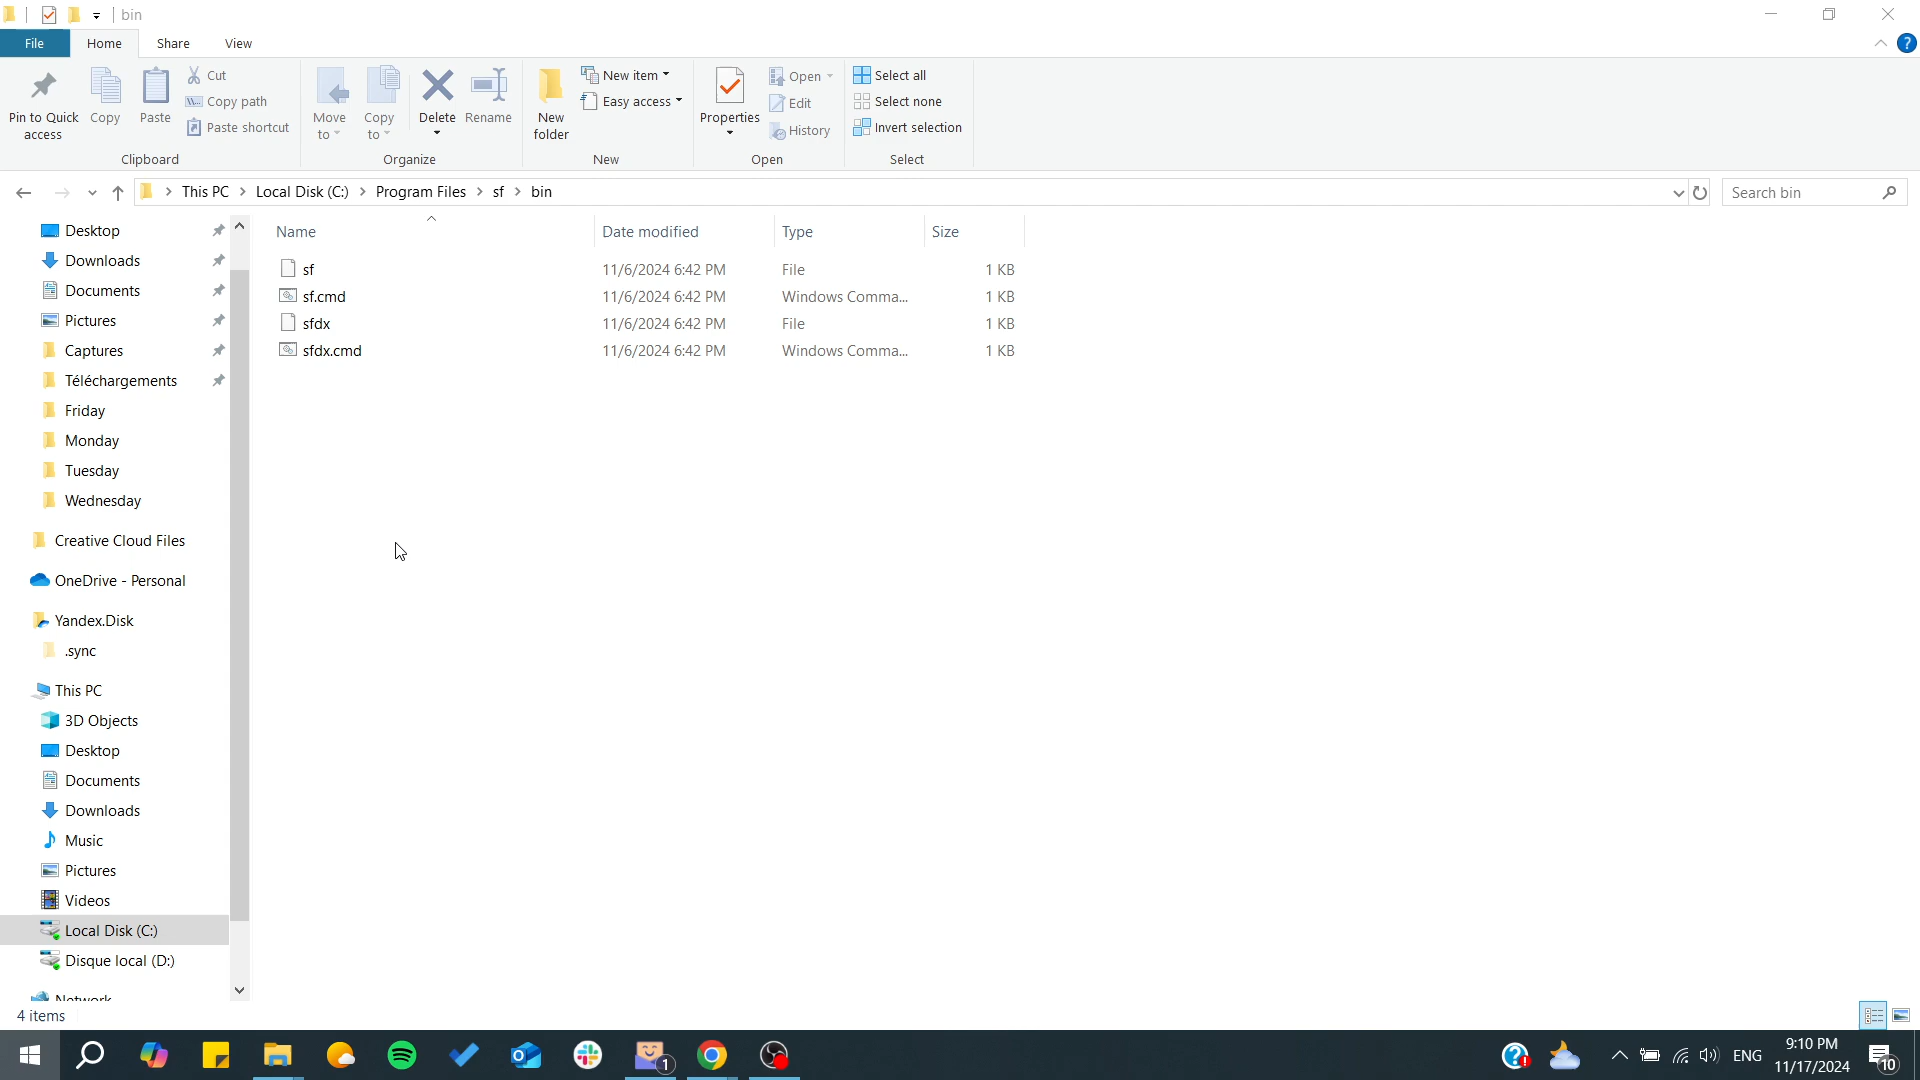 bin
File Home Share View
Pin to Quick access
Copy
Paste
Cut
Copy path
Paste shortcut
Clipboard
Move to
Copy to
Delete
Rename
Organize
New folder
New item
Easy access
New
Properties
Open
Edit
History
Open
Select all
Select none
Invert selection
Select
This PC > Local Disk (C:) > Program Files > sf > bin
Search bin
Name Date modified Type Size
sf 11/6/2024 6:42 PM File 1 KB
sf.cmd 11/6/2024 6:42 PM Windows Comma... 1 KB
sfdx 11/6/2024 6:42 PM File 1 KB
sfdx.cmd 11/6/2024 6:42 PM Windows Comma... 1 KB
Desktop
Downloads
Documents
Pictures
Captures
Téléchargements
Friday
Monday
Tuesday
Wednesday
Creative Cloud Files
OneDrive - Personal
Yandex.Disk
.sync
This PC
3D Objects
Desktop
Documents
Downloads
Music
Pictures
Videos
Local Disk (C:)
Disque local (D:)
Network
4 items
1
ENG
9:10 PM
11/17/2024
10